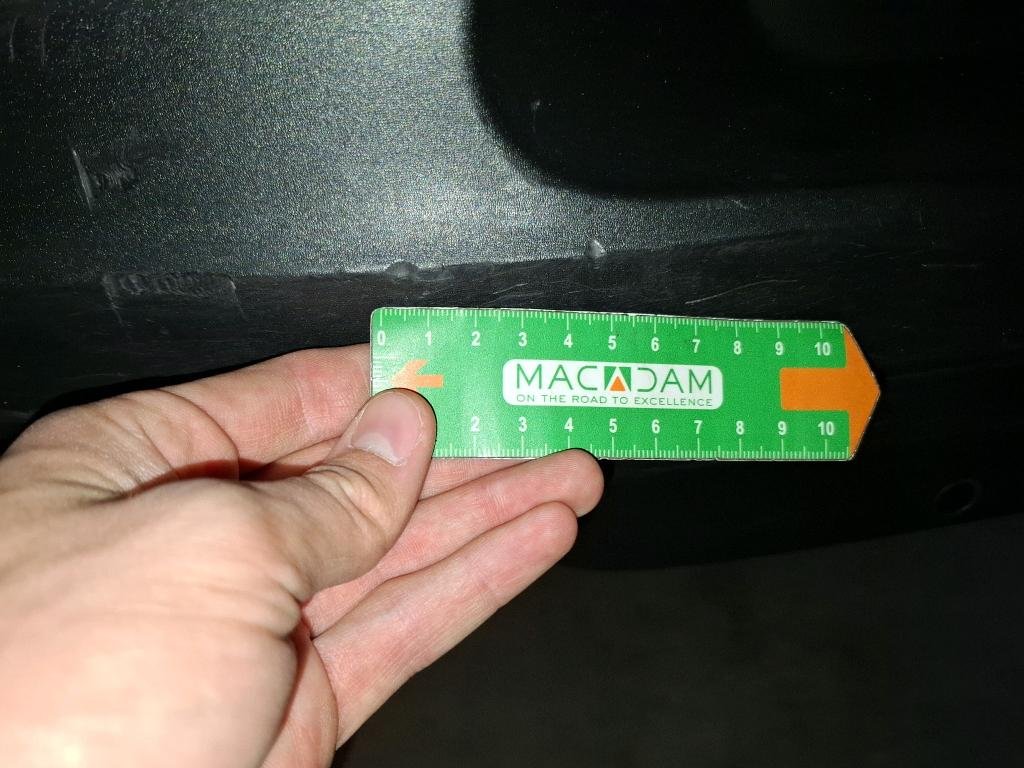 0 1 2 3 4 5 6 7 8 9 10
MACADAM
ON THE ROAD TO EXCELLENCE
2 3 4 5 6 7 8 9 10